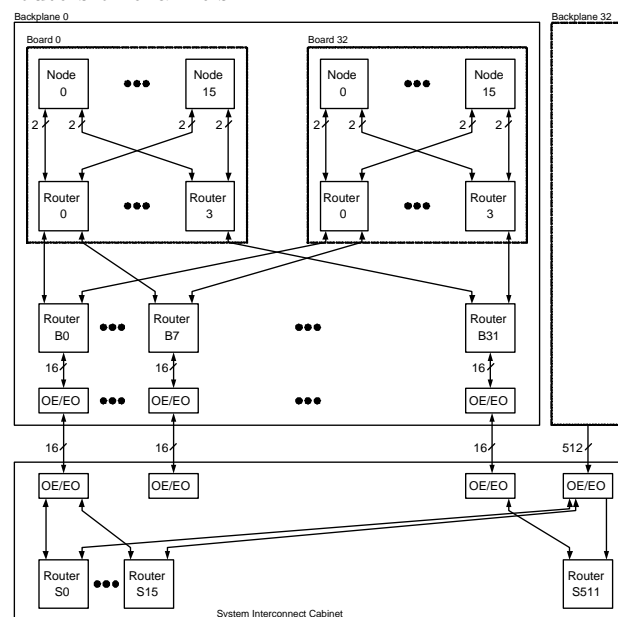 Backplane 0
Backplane 32
Board 0
Board 32
Node
0
Node
15
Node
0
Node
15
2
2
2
2
2
2
2
2
Router
0
Router
3
Router
0
Router
3
Router
B0
Router
B7
Router
B31
16
16
16
OE/EO
OE/EO
OE/EO
16
16
16
512
OE/EO
OE/EO
OE/EO
OE/EO
Router
S0
Router
S15
Router
S511
System Interconnect Cabinet